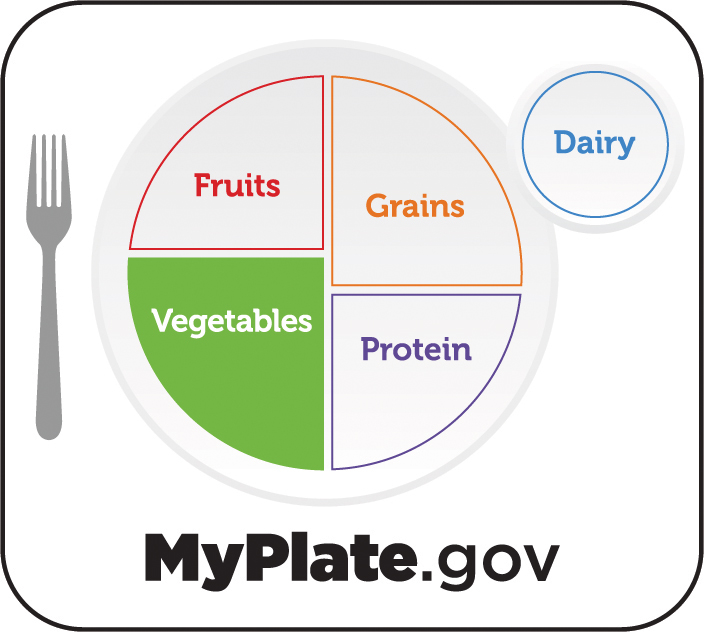 Fruits
Grains
Dairy
Vegetables
Protein
MyPlate.gov